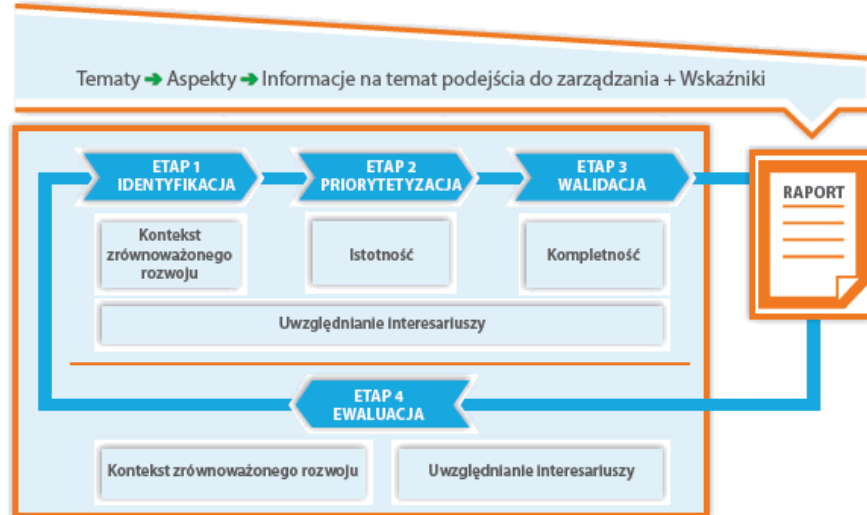 Tematy ➔ Aspekty ➔ Informacje na temat podejścia do zarządzania + Wskaźniki
ETAP 1
IDENTYFIKACJA
ETAP 2
PRIORYTETYZACJA
ETAP 3
WALIDACJA
RAPORT
Kontekst
zrównoważonego
rozwoju
Istotność
Kompletność
Uwzględnianie interesariuszy
ETAP 4
EWALUACJA
Kontekst zrównoważonego rozwoju
Uwzględnianie interesariuszy